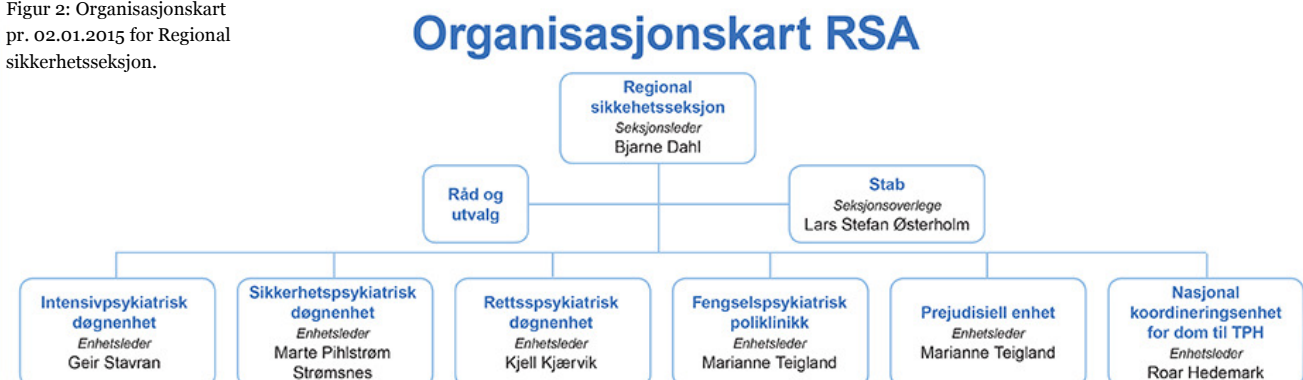 Figur 2: Organisasjonskart
pr. 02.01.2015 for Regional
sikkerhetsseksjon.
Organisasjonskart RSA
Regional
sikkehetsseksjon
Seksjonsleder
Bjarne Dahl
Råd og
utvalg
Stab
Seksjonsoverlege
Lars Stefan Østerholm
Intensivpsykiatrisk
døgnenhet
Enhetsleder
Geir Stavran
Sikkerhetspsykiatrisk
døgnenhet
Enhetsleder
Marte Pihlstrøm
Strømsnes
Rettsspsykiatrisk
døgnenhet
Enhetsleder
Kjell Kjærvik
Fengselspsykiatrisk
poliklinikk
Enhetsleder
Marianne Teigland
Prejudisiell enhet
Enhetsleder
Marianne Teigland
Nasjonal
koordineringsenhet
for dom til TPH
Enhetsleder
Roar Hedemark